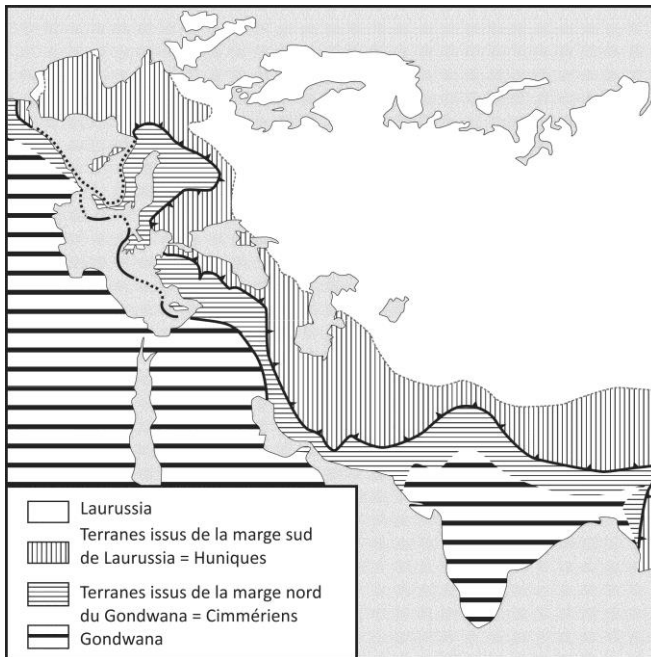 Laurussia
Terranes issus de la marge sud
de Laurussia = Huniques
Terranes issus de la marge nord
du Gondwana = Cimmériens
Gondwana